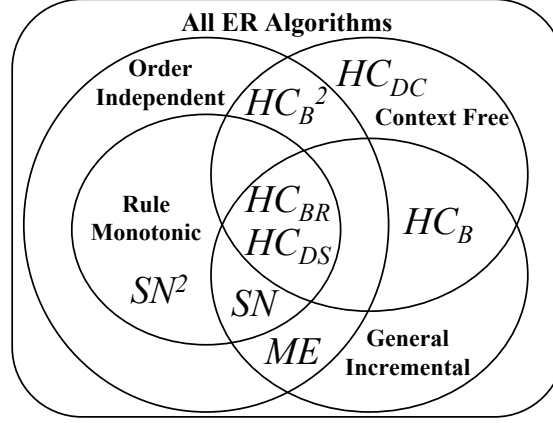 All ER Algorithms
Order
Independent
HC_B^2
HC_DC
Context Free
Rule
Monotonic
HC_BR
HC_DS
HC_B
SN^2
SN
ME
General
Incremental